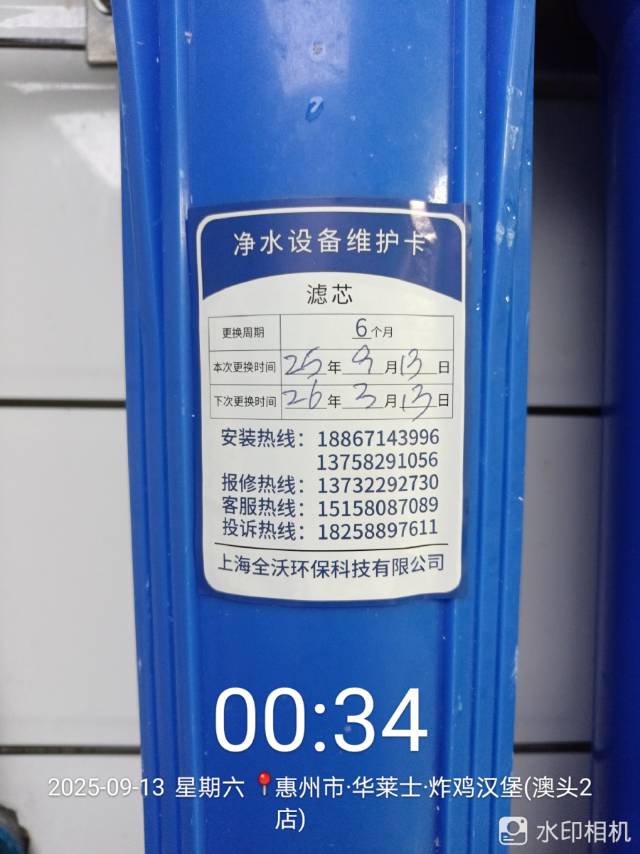 净水设备维护卡
滤芯
更换周期 6个月
本次更换时间 25年9月13日
下次更换时间 26年3月13日
安装热线：18867143996
13758291056
报修热线：13732292730
客服热线：15158087089
投诉热线：18258897611
上海全沃环保科技有限公司
00:34
2025-09-13 星期六 惠州市·华莱士·炸鸡汉堡(澳头2
店)
水印相机